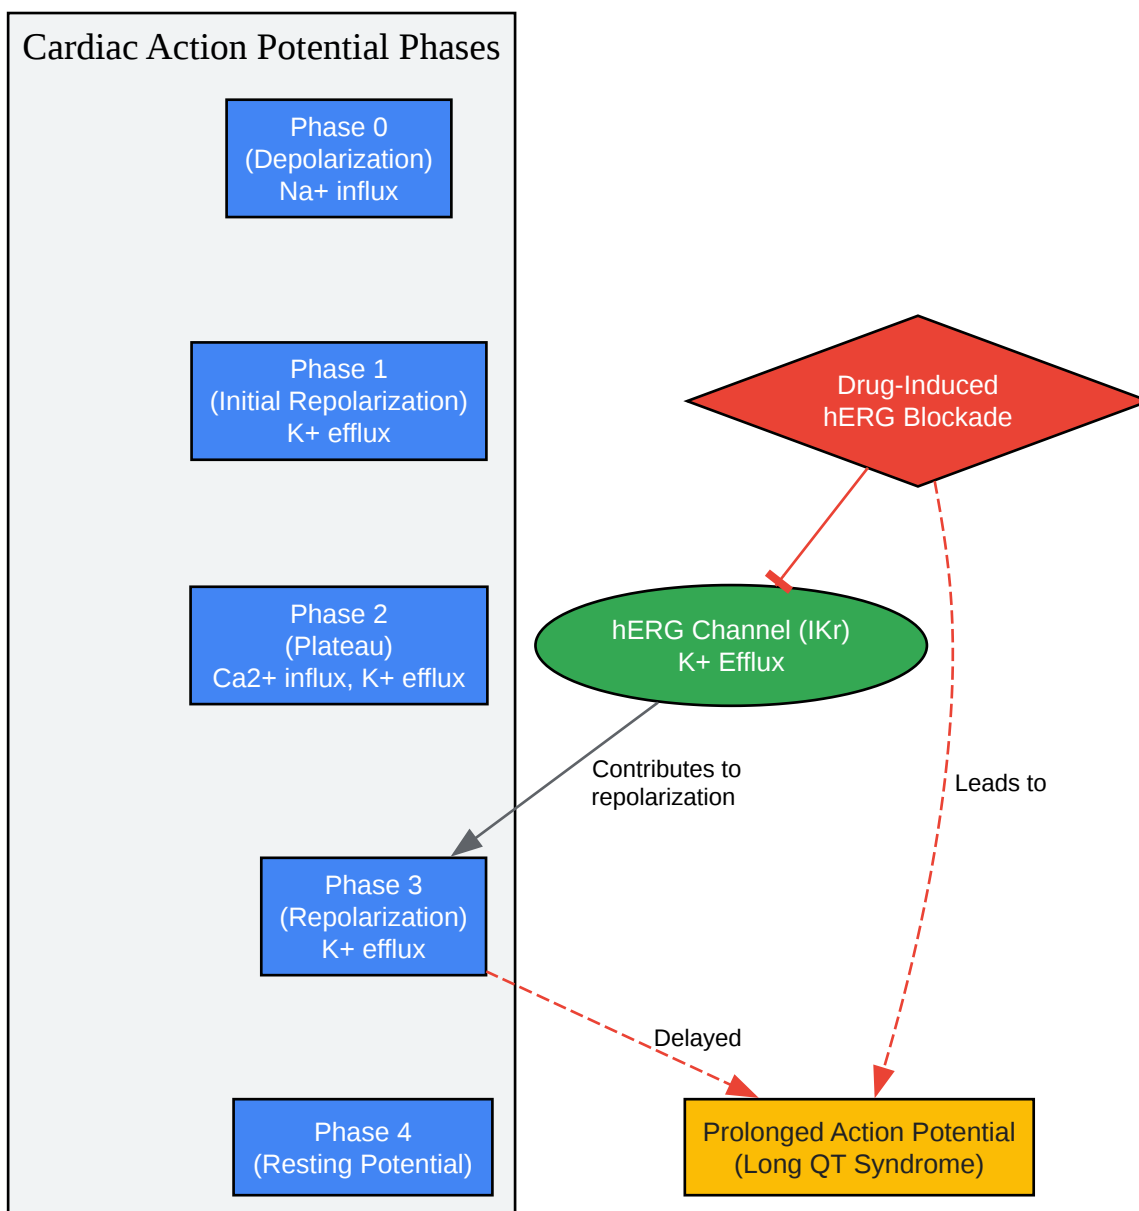 Cardiac Action Potential Phases
Phase 0
(Depolarization)
Na+ influx
Phase 1
(Initial Repolarization)
K+ efflux
Drug-Induced
hERG Blockade
Phase 2
(Plateau)
Ca2+ influx, K+ efflux
hERG Channel (IKr)
K+ Efflux
Contributes to
repolarization
Leads to
Phase 3
(Repolarization)
K+ efflux
Delayed
Phase 4
(Resting Potential)
Prolonged Action Potential
(Long QT Syndrome)